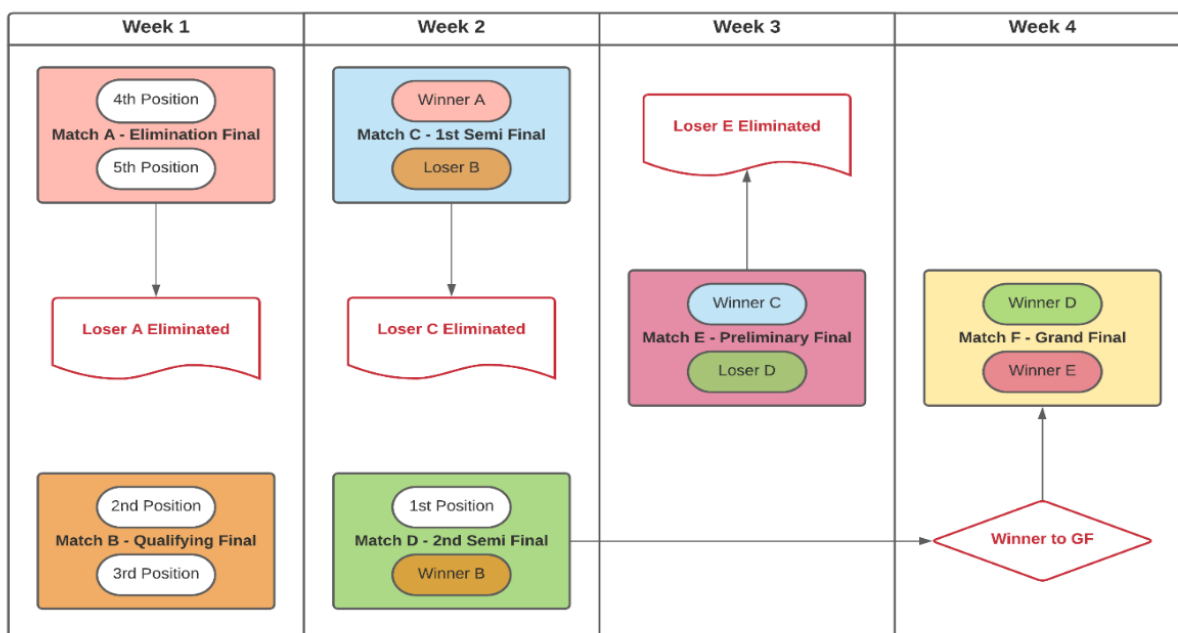 Week 1
Week 2
Week 3
Week 4
4th Position
Match A - Elimination Final
5th Position
Loser A Eliminated
2nd Position
Match B - Qualifying Final
3rd Position
Winner A
Match C - 1st Semi Final
Loser B
Loser C Eliminated
1st Position
Match D - 2nd Semi Final
Winner B
Loser E Eliminated
Winner C
Match E - Preliminary Final
Loser D
Winner D
Match F - Grand Final
Winner E
Winner to GF